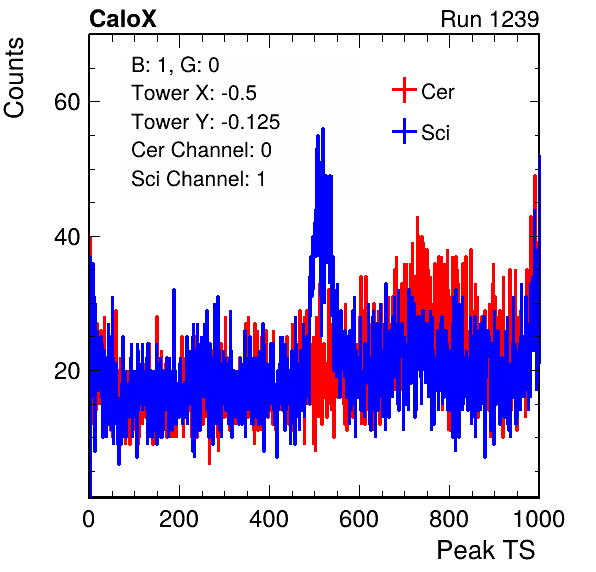 CaloX Run 1239
Counts
B: 1, G: 0
Tower X: -0.5
Tower Y: -0.125
Cer Channel: 0
Sci Channel: 1
Cer
Sci
60
40
20
0 200 400 600 800 1000
Peak TS